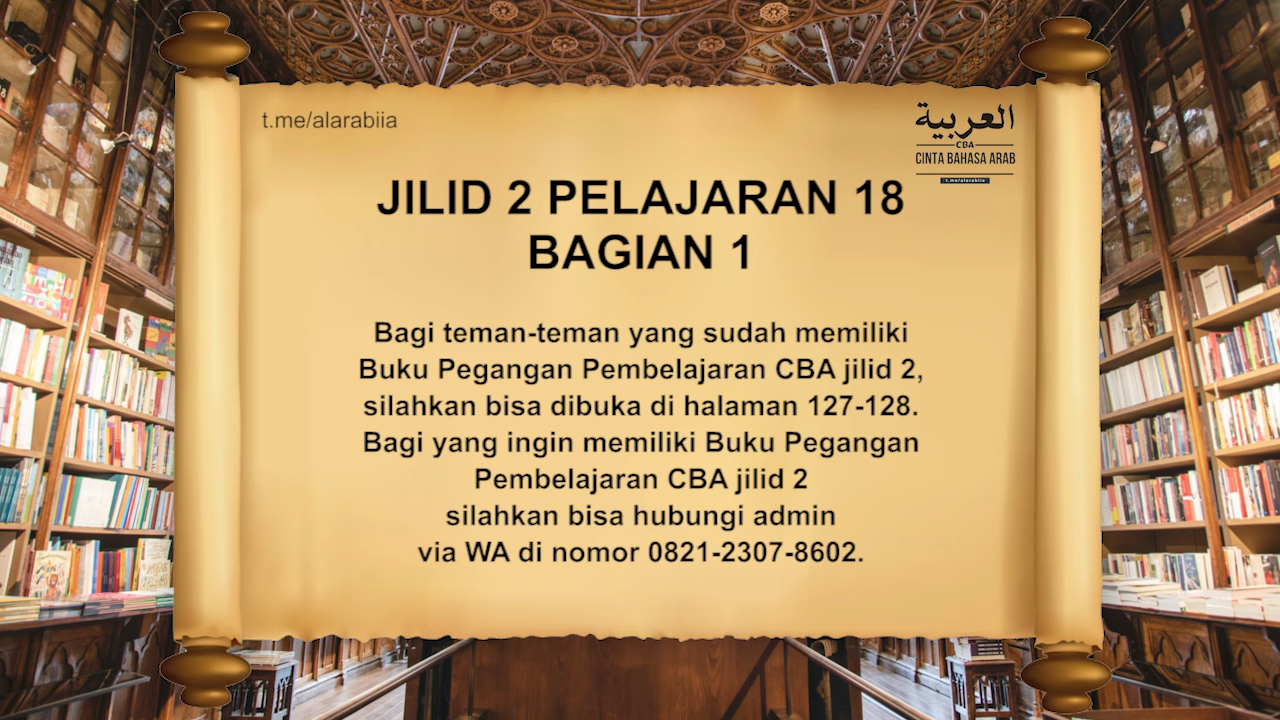 t.me/alarabiia
العربية
CBA
CINTA BAHASA ARAB
t.me/alarabiia
JILID 2 PELAJARAN 18
BAGIAN 1
Bagi teman-teman yang sudah memiliki
Buku Pegangan Pembelajaran CBA jilid 2,
silahkan bisa dibuka di halaman 127-128.
Bagi yang ingin memiliki Buku Pegangan
Pembelajaran CBA jilid 2
silahkan bisa hubungi admin
via WA di nomor 0821-2307-8602.